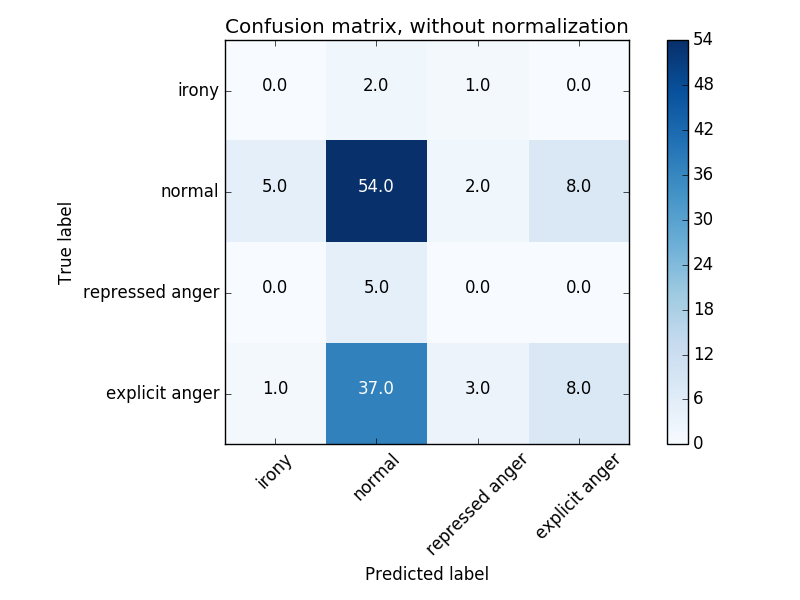 Confusion matrix, without normalization
True label
irony
0.0 2.0 1.0 0.0
normal
5.0 54.0 2.0 8.0
repressed anger
0.0 5.0 0.0 0.0
explicit anger
1.0 37.0 3.0 8.0
irony
normal
repressed anger
explicit anger
Predicted label
54
48
42
36
30
24
18
12
6
0